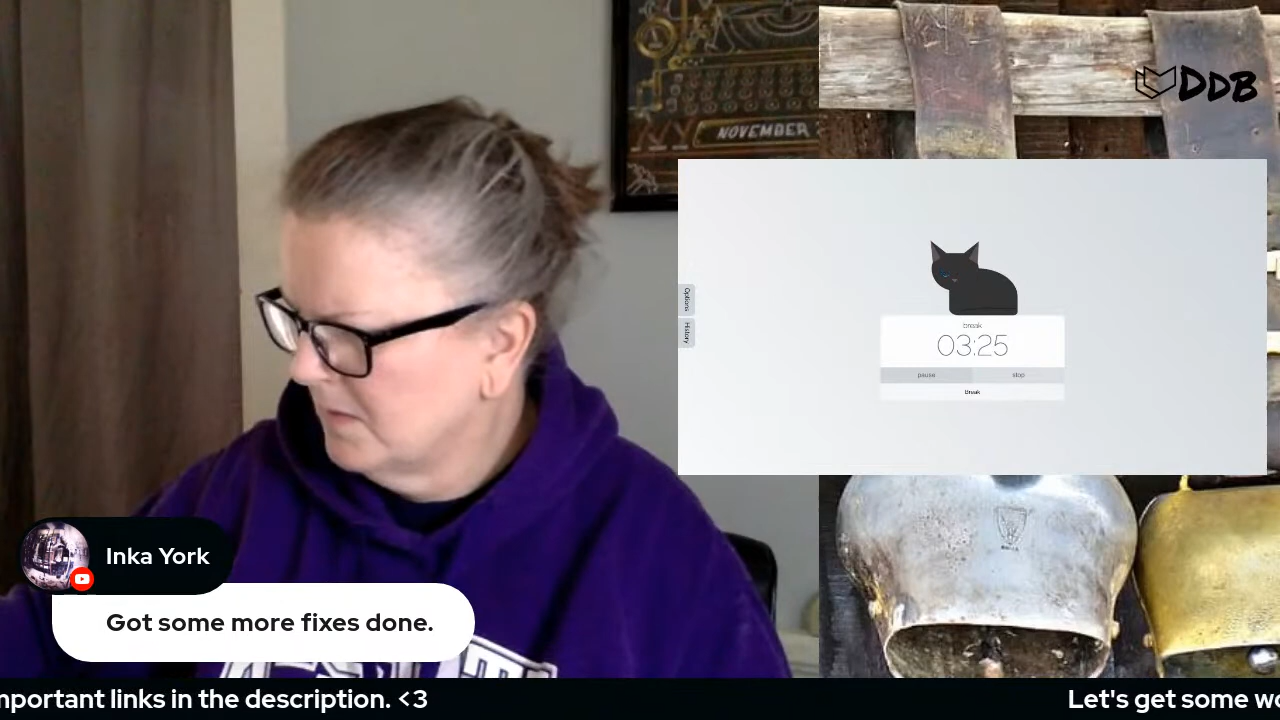 NOVEMBER
DDB
Options
History
break
03:25
pause
stop
Break
Inka York
Got some more fixes done.
mportant links in the description. <3
Let's get some wo